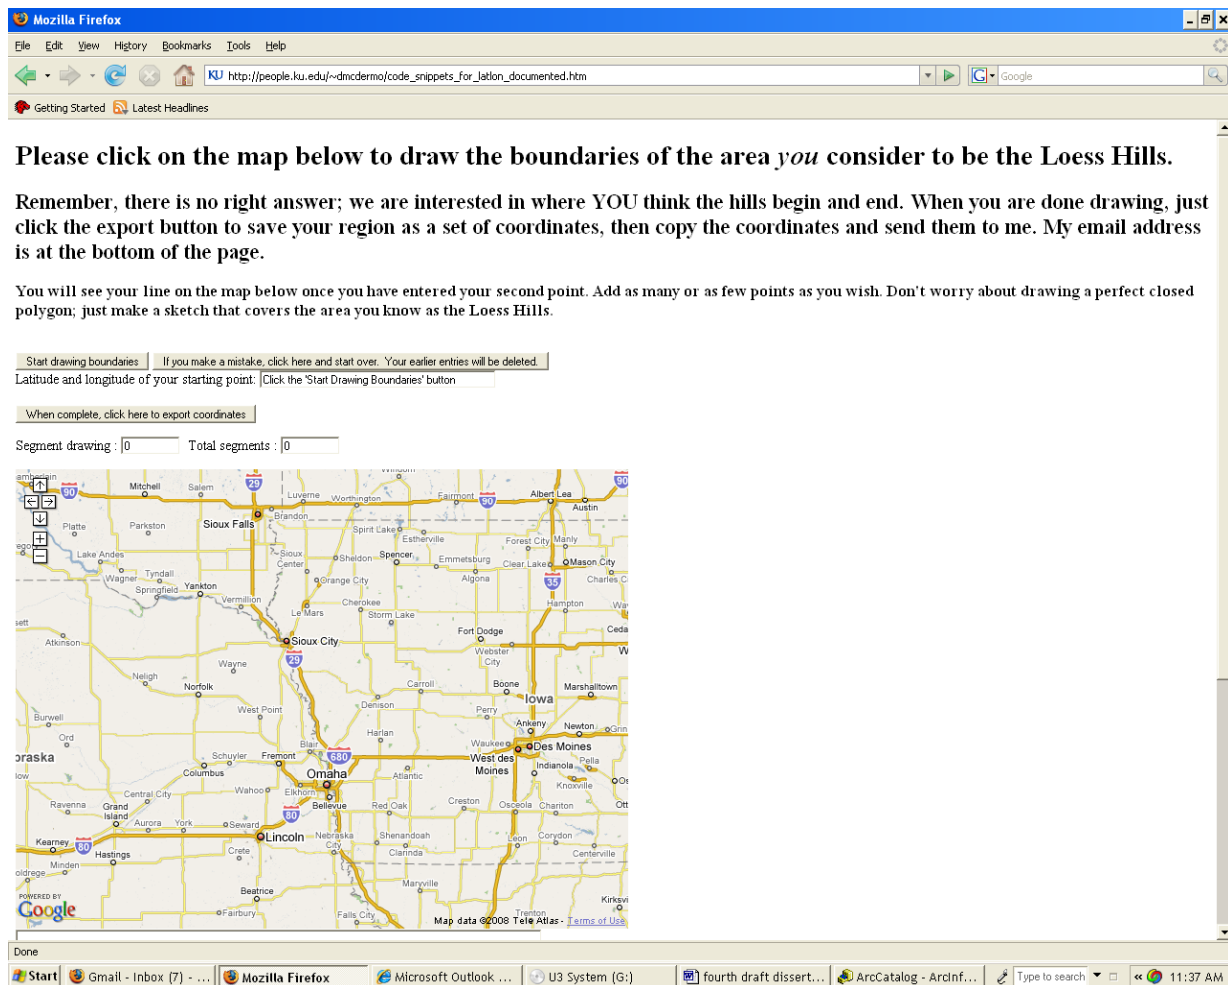 Mozilla Firefox
File Edit View History Bookmarks Tools Help
KU http://people.ku.edu/~dmcdermo/code_snippets_for_latlon_documented.htm
G Google
Getting Started Latest Headlines
Please click on the map below to draw the boundaries of the area you consider to be the Loess Hills.
Remember, there is no right answer; we are interested in where YOU think the hills begin and end. When you are done drawing, just
click the export button to save your region as a set of coordinates, then copy the coordinates and send them to me. My email address
is at the bottom of the page.
You will see your line on the map below once you have entered your second point. Add as many or as few points as you wish. Don't worry about drawing a perfect closed
polygon; just make a sketch that covers the area you know as the Loess Hills.
Start drawing boundaries If you make a mistake, click here and start over. Your earlier entries will be deleted.
Latitude and longitude of your starting point: Click the 'Start Drawing Boundaries' button
When complete, click here to export coordinates
Segment drawing : 0 Total segments : 0
90 Mitchell Salem 29 Luverne Worthington Fairmont 90 Albert Lea 90
Austin
Brandon
Platte Parkston Sioux Falls Spirit Lake
Estherville Forest City Manly
Lake Andes Sioux Center Sheldon Spencer Emmetsburg Clear Lake Mason City
Wagner Tyndall Orange City Algona 35 Charles C
Springfield Yankton
Vermillion Cherokee Hampton
Le Mars Storm Lake
Fort Dodge Ceda
Atkinson Sioux City
Webster City
Wayne 29
Neligh Carroll Boone Marshalltown
Norfolk Iowa
West Point Denison Perry
Burwell Ankeny Newton
Ord Harlan
Blair Waukee Des Moines
braska Schuyler Fremont 680 West des Moines Indianola Pella
Columbus Omaha Atlantic Knoxville
Central City Wahoo Elkhorn
Ravenna Grand Island Bellevue Red Oak Creston Osceola Chariton
Aurora York Seward 80
Kearney 80 Lincoln Nebraska City Shenandoah Leon Corydon
Hastings Crete Clarinda Centerville
Minden
oldrege Maryville
Beatrice Kirksvi
POWERED BY
Google Fairbury Falls City Trenton
Map data ©2008 Tele Atlas - Terms of Use
Done
Start Gmail - Inbox (7) - ... Mozilla Firefox Microsoft Outlook ... U3 System (G:) fourth draft dissert... ArcCatalog - ArcInf... Type to search « 11:37 AM